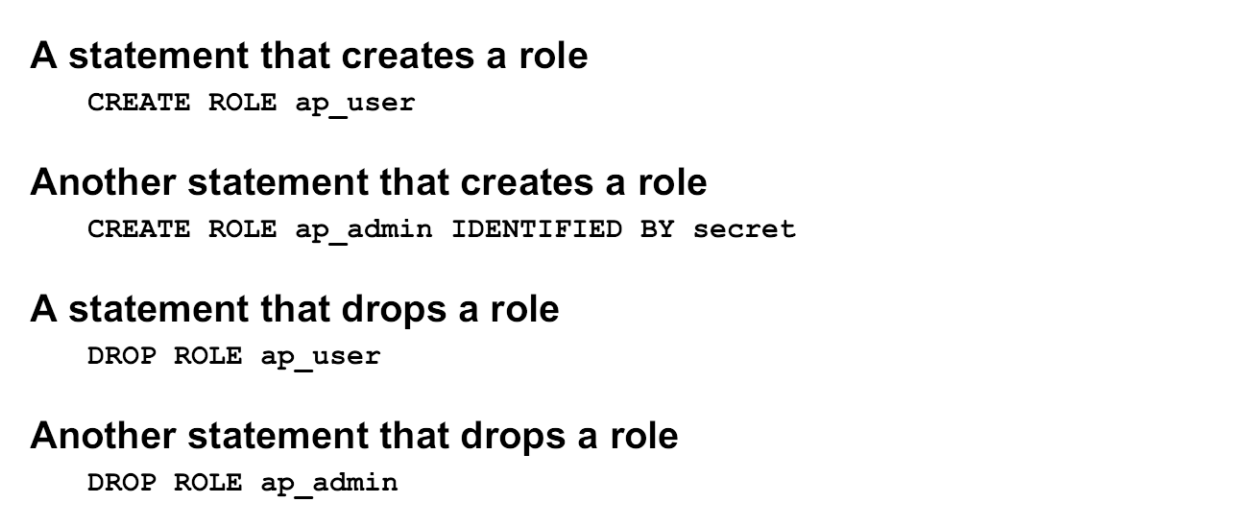 A statement that creates a role
CREATE ROLE ap_user
Another statement that creates a role
CREATE ROLE ap_admin IDENTIFIED BY secret
A statement that drops a role
DROP ROLE ap_user
Another statement that drops a role
DROP ROLE ap_admin